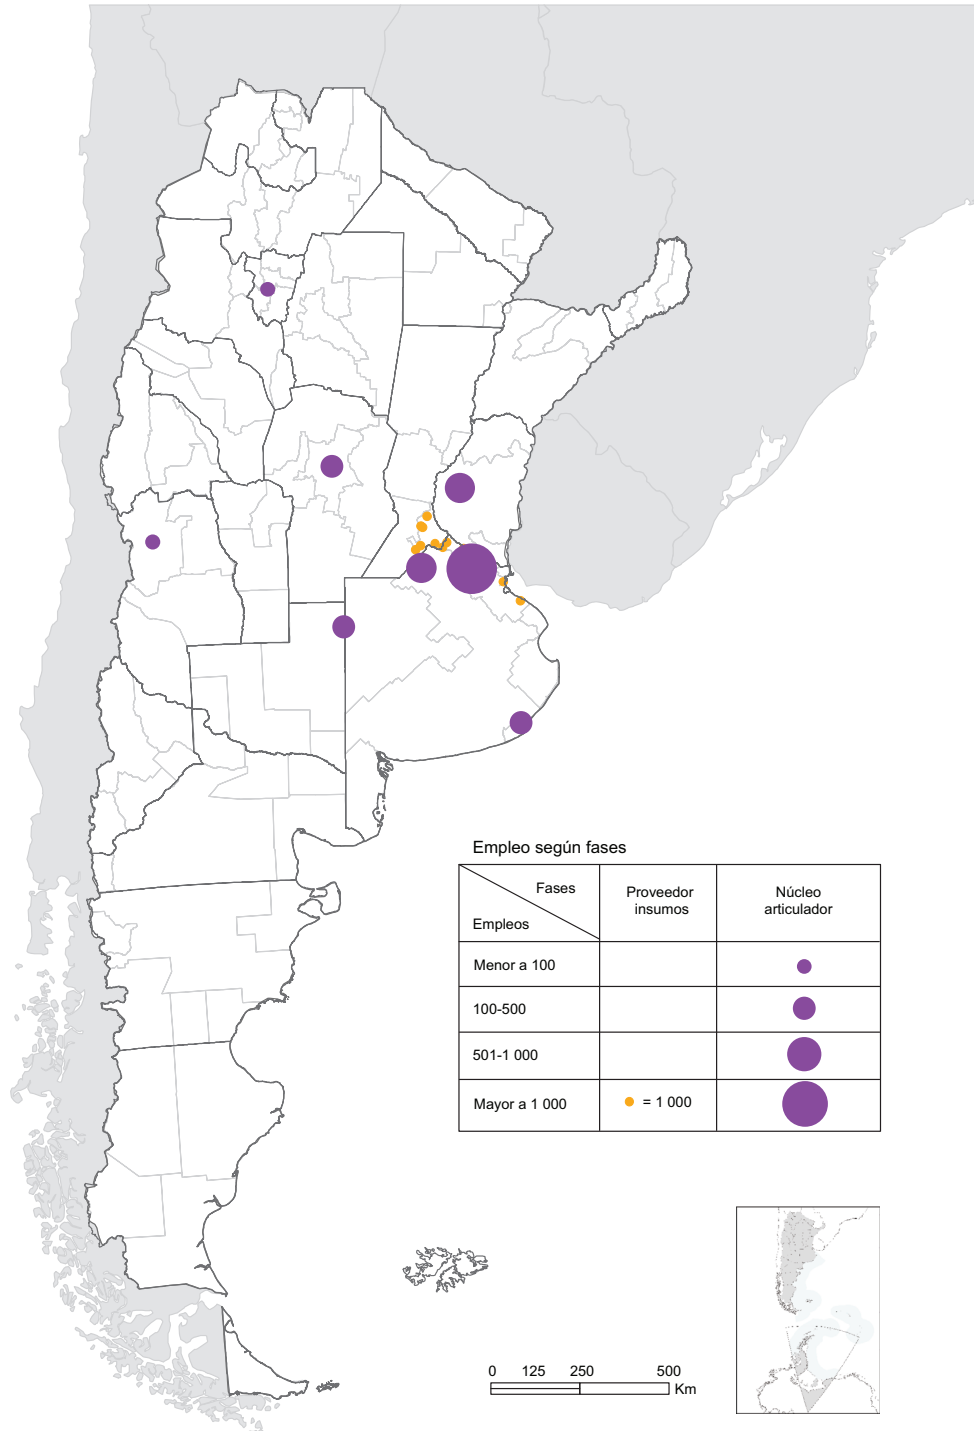 Empleo según fases
Fases
Empleos
Proveedor
insumos
Núcleo
articulador
Menor a 100
100-500
501-1 000
Mayor a 1 000
= 1 000
0 125 250 500
Km